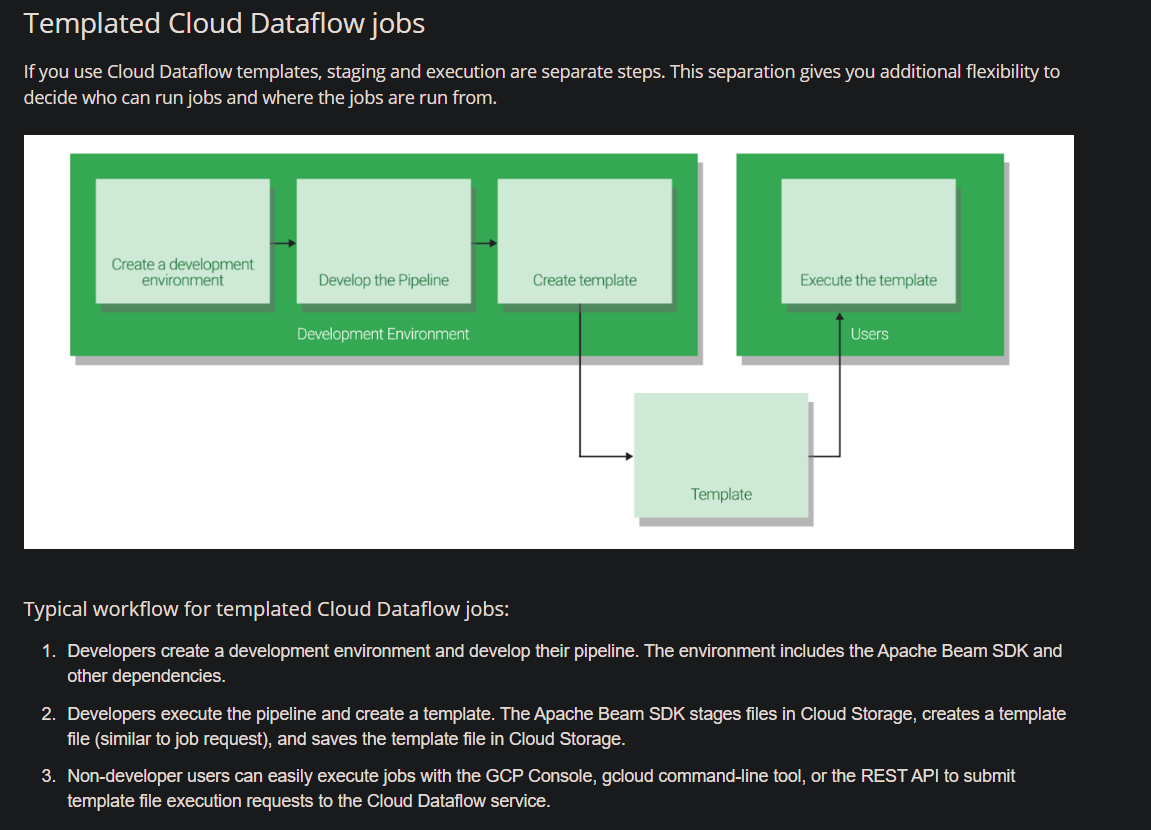 Templated Cloud Dataflow jobs
If you use Cloud Dataflow templates, staging and execution are separate steps. This separation gives you additional flexibility to
decide who can run jobs and where the jobs are run from.
Create a development
environment
Develop the Pipeline
Create template
Execute the template
Development Environment
Users
Template
Typical workflow for templated Cloud Dataflow jobs:
1. Developers create a development environment and develop their pipeline. The environment includes the Apache Beam SDK and
other dependencies.
2. Developers execute the pipeline and create a template. The Apache Beam SDK stages files in Cloud Storage, creates a template
file (similar to job request), and saves the template file in Cloud Storage.
3. Non-developer users can easily execute jobs with the GCP Console, gcloud command-line tool, or the REST API to submit
template file execution requests to the Cloud Dataflow service.